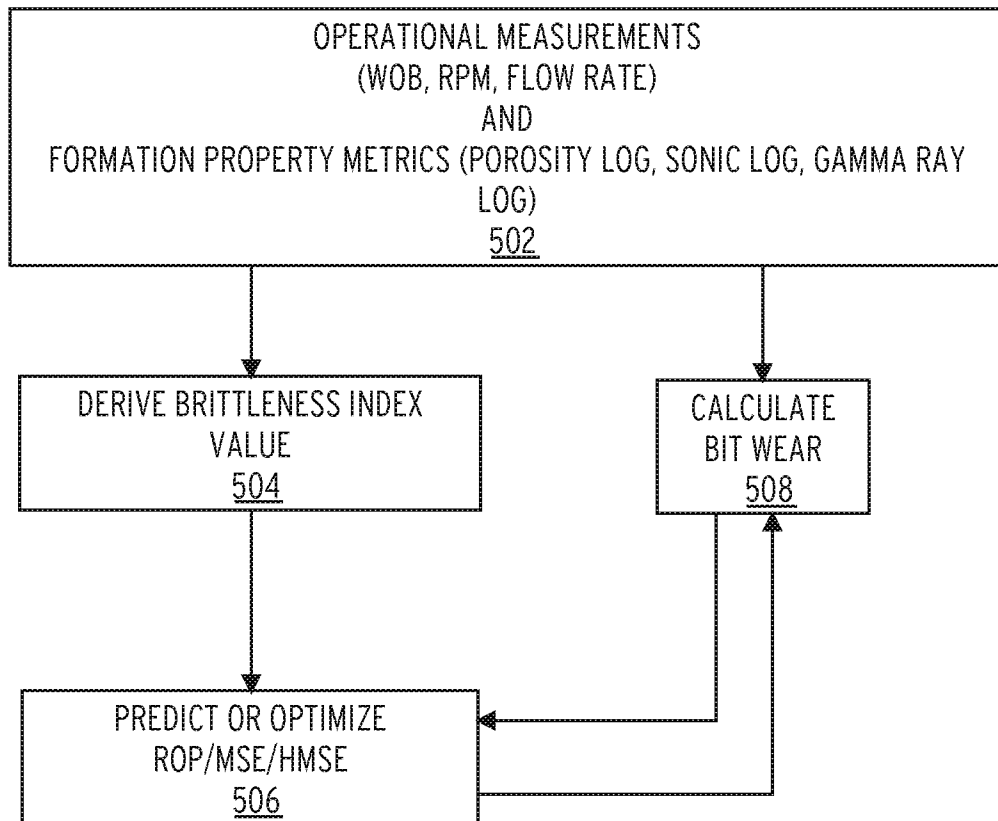 OPERATIONAL MEASUREMENTS
(WOB, RPM, FLOW RATE)
AND
FORMATION PROPERTY METRICS (POROSITY LOG, SONIC LOG, GAMMA RAY
LOG)
502
DERIVE BRITTLENESS INDEX
VALUE
504
CALCULATE
BIT WEAR
508
PREDICT OR OPTIMIZE
ROP/MSE/HMSE
506